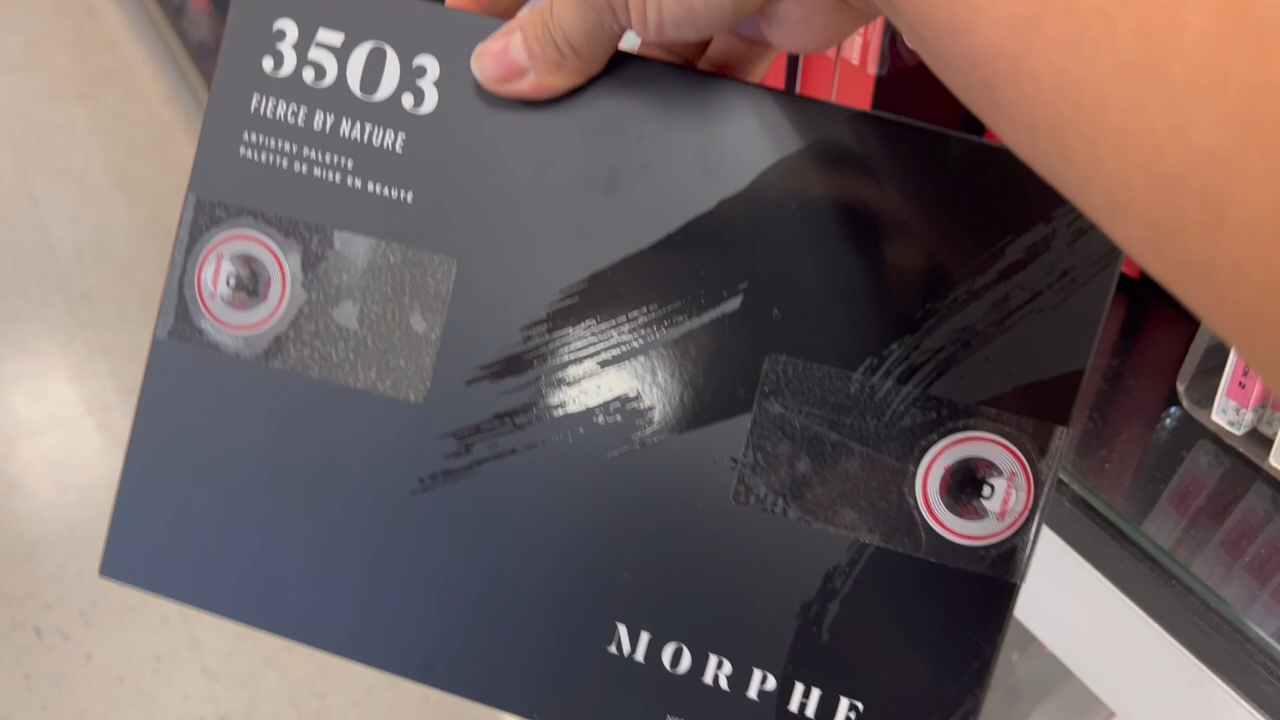 35O3
FIERCE BY NATURE
ARTISTRY PALETTE
PALETTE DE MISE EN BEAUTÉ
MORPHE